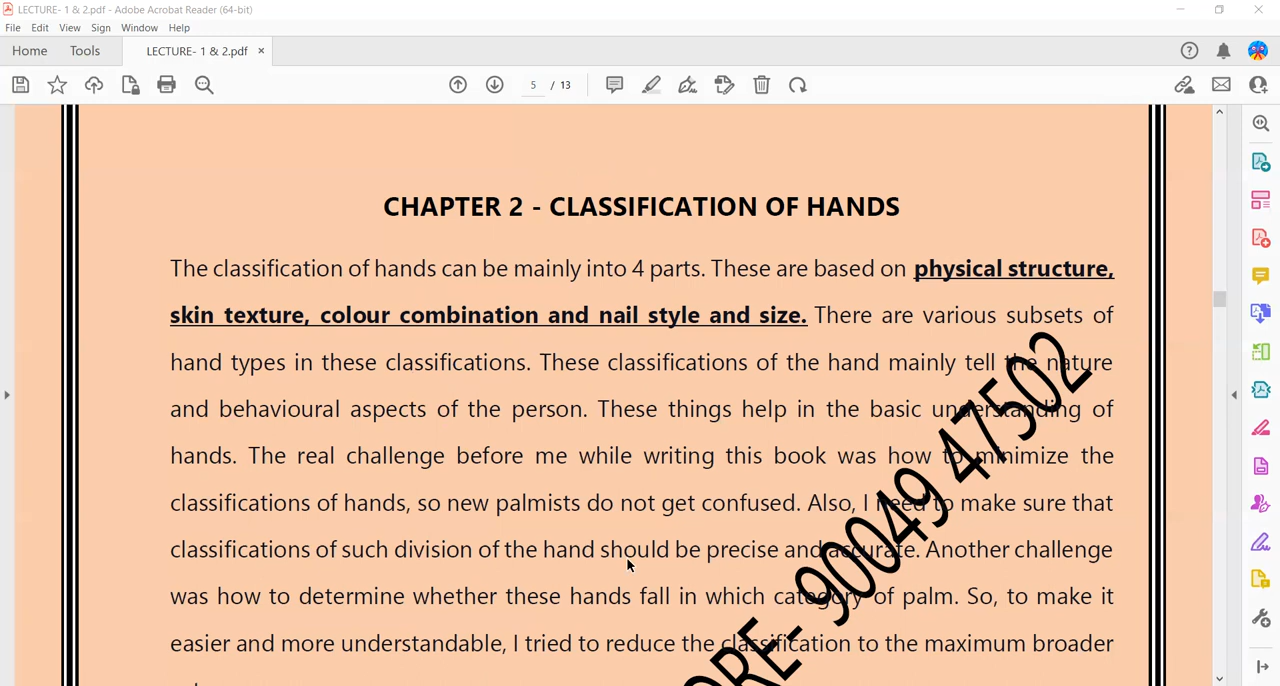 LECTURE- 1 & 2.pdf - Adobe Acrobat Reader (64-bit)
File Edit View Sign Window Help
Home Tools LECTURE- 1 & 2.pdf ×
5 / 13
CHAPTER 2 - CLASSIFICATION OF HANDS
The classification of hands can be mainly into 4 parts. These are based on physical structure,
skin texture, colour combination and nail style and size. There are various subsets of
hand types in these classifications. These classifications of the hand mainly tell the nature
and behavioural aspects of the person. These things help in the basic understanding of
hands. The real challenge before me while writing this book was how to minimize the
classifications of hands, so new palmists do not get confused. Also, I need to make sure that
classifications of such division of the hand should be precise and accurate. Another challenge
was how to determine whether these hands fall in which category of palm. So, to make it
easier and more understandable, I tried to reduce the classification to the maximum broader
90049 47502